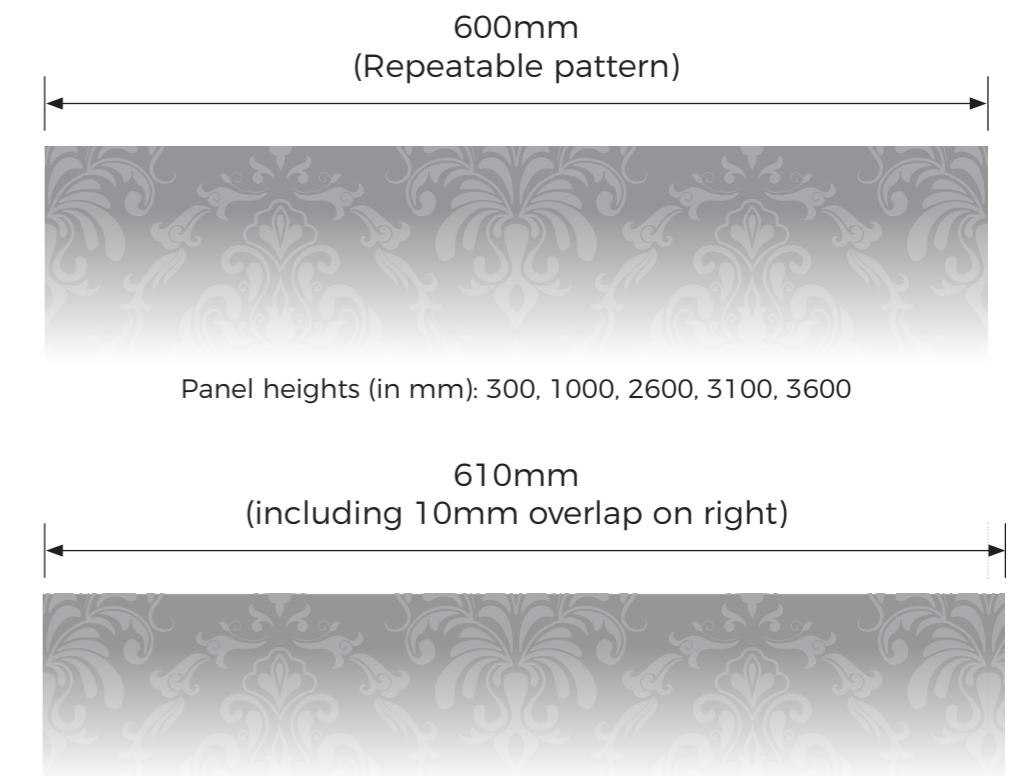 600mm
(Repeatable pattern)
Panel heights (in mm): 300, 1000, 2600, 3100, 3600
610mm
(including 10mm overlap on right)